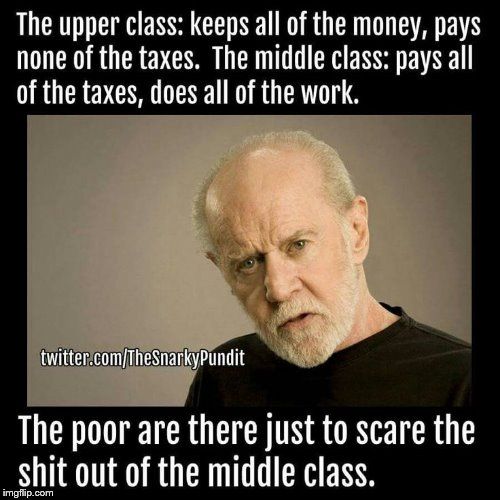 The upper class: keeps all of the money, pays
none of the taxes. The middle class: pays all
of the taxes, does all of the work.
twitter.com/TheSnarkyPundit
The poor are there just to scare the
shit out of the middle class.
imgflip.com